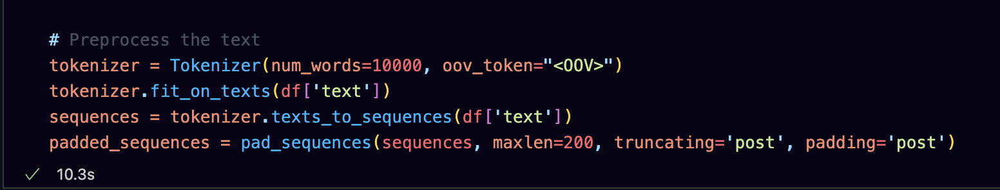 # Preprocess the text
tokenizer = Tokenizer(num_words=10000, oov_token="<OOV>")
tokenizer.fit_on_texts(df['text'])
sequences = tokenizer.texts_to_sequences(df['text'])
padded_sequences = pad_sequences(sequences, maxlen=200, truncating='post', padding='post')
✓ 10.3s